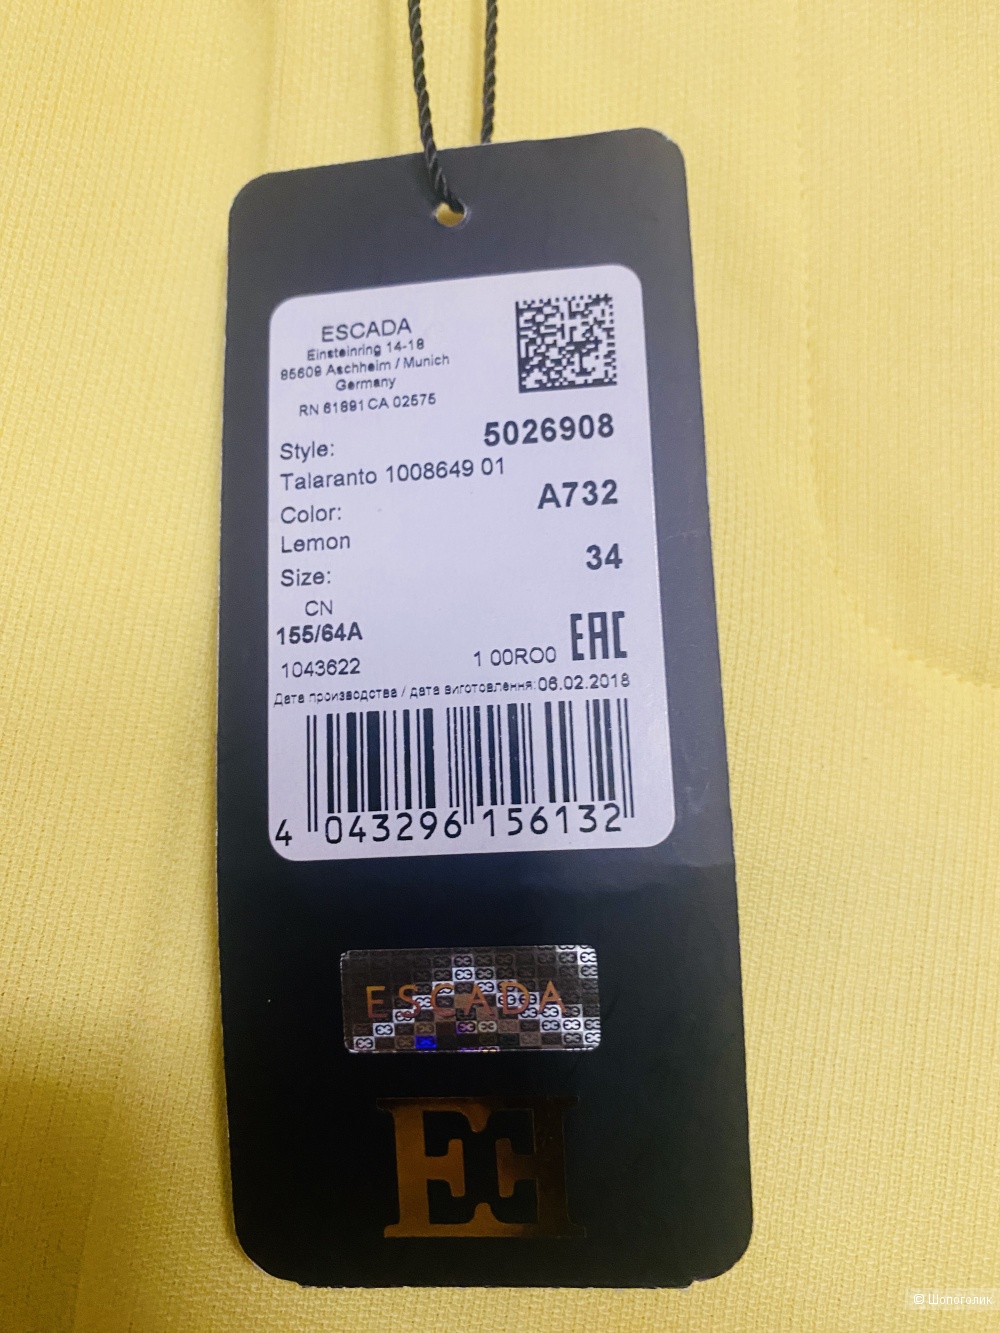 ESCADA
Einsteinring 14-18
85609 Aschheim / Munich
Germany
RN 61891 CA 02575
Style: 5026908
Talaranto 1008649 01
Color: A732
Lemon
Size: 34
CN
155/64A
1043622 1 00RO0 EAC
Дата производства / дата виготовлення: 06.02.2018
4 043296 156132
ESCADA
© Шопоголик